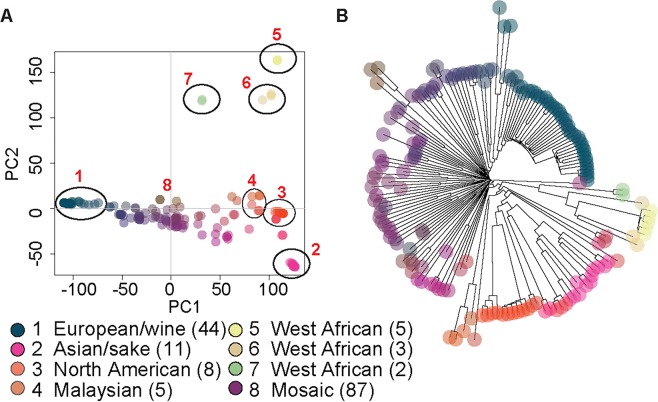 A
B
5
7
6
1
8
4
3
2
150
100
50
0
-50
PC2
-100
-50
0
50
100
PC1
1 European/wine (44)
2 Asian/sake (11)
3 North American (8)
4 Malaysian (5)
5 West African (5)
6 West African (3)
7 West African (2)
8 Mosaic (87)